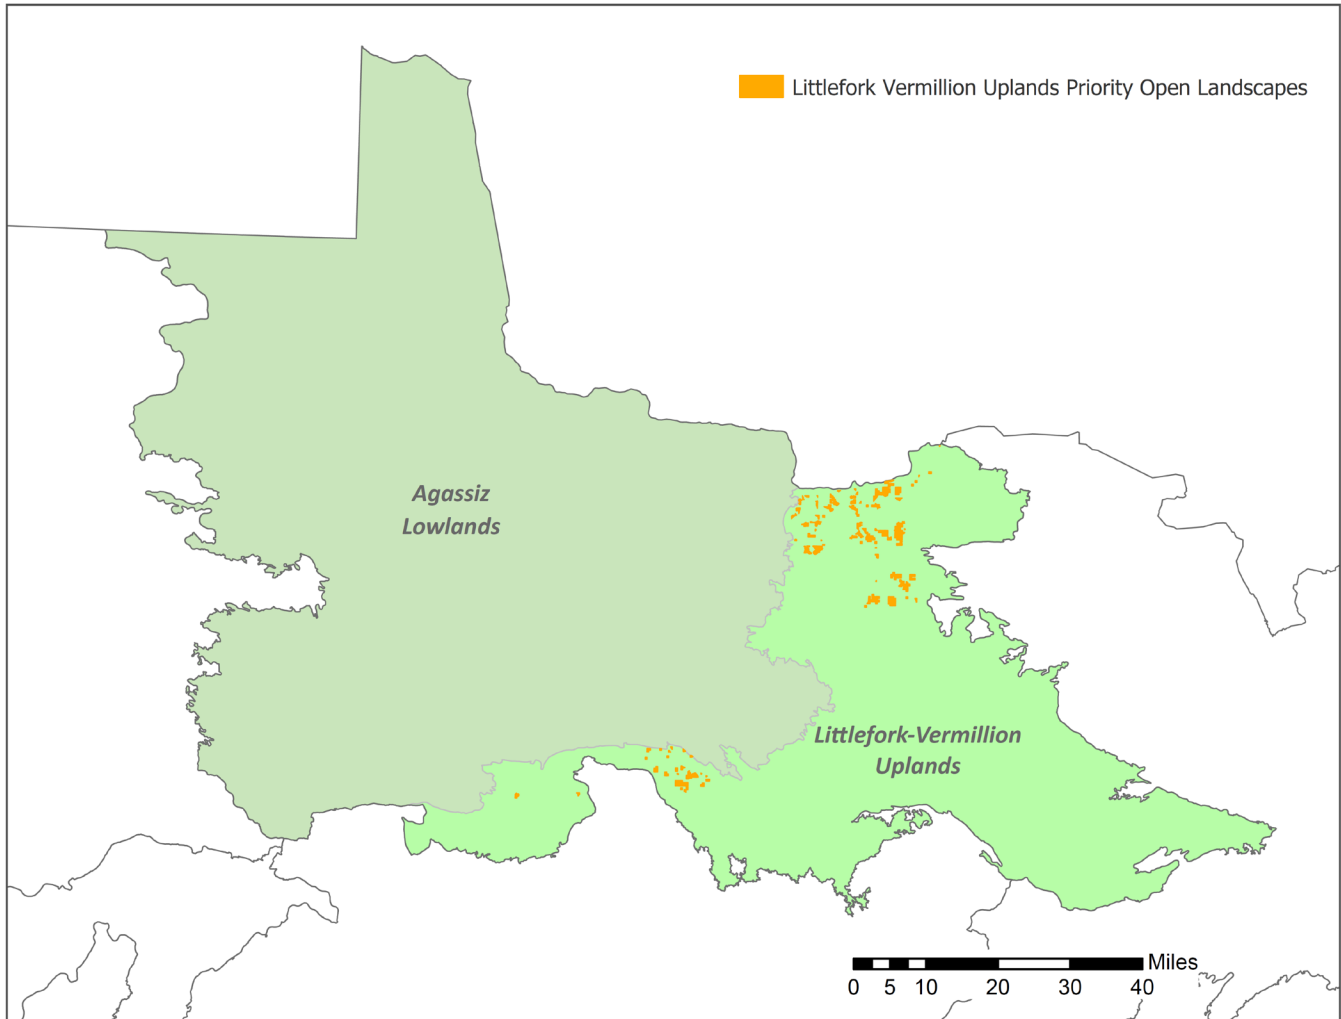 Littlefork Vermillion Uplands Priority Open Landscapes
Agassiz
Lowlands
Littlefork-Vermillion
Uplands
Miles
0 5 10 20 30 40